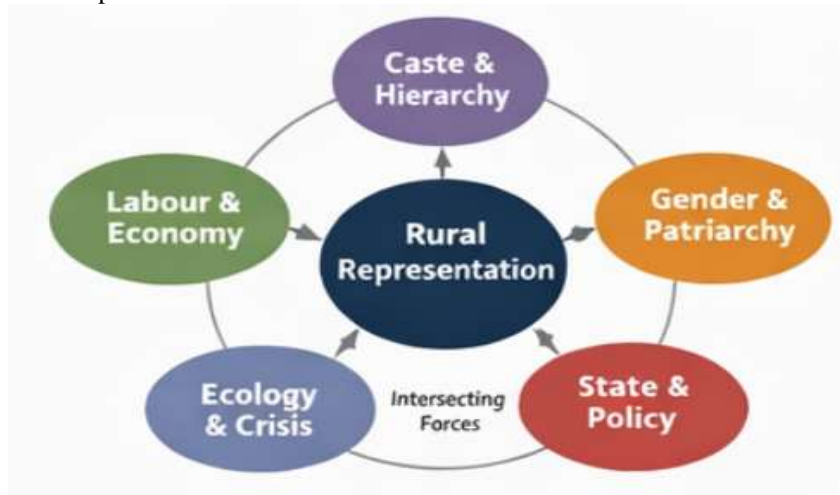 Caste &
Hierarchy
Labour &
Economy
Gender &
Patriarchy
Rural
Representation
Ecology
& Crisis
Intersecting
Forces
State &
Policy